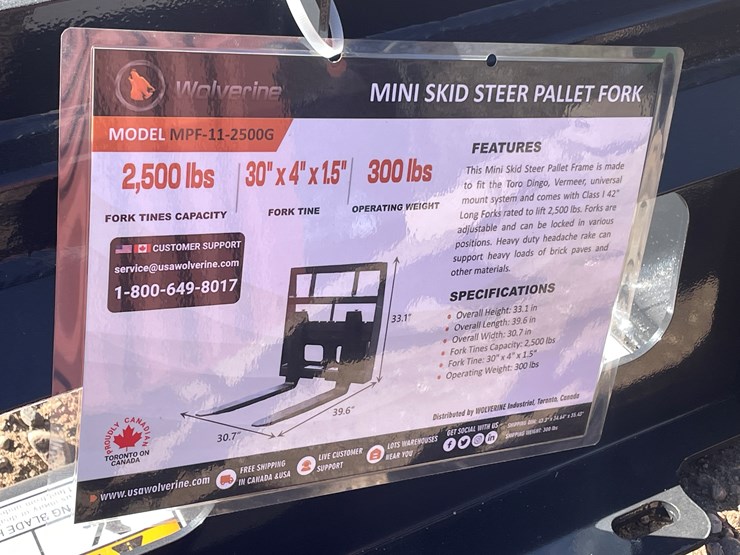 Wolverine
MINI SKID STEER PALLET FORK
MODEL MPF-11-2500G
2,500 lbs
FORK TINES CAPACITY
30" x 4" x 1.5"
FORK TINE
300 lbs
OPERATING WEIGHT
CUSTOMER SUPPORT
service@usawolverine.com
1-800-649-8017
FEATURES
This Mini Skid Steer Pallet Frame is made
to fit the Toro Dingo, Vermeer, universal
mount system and comes with Class I 42"
Long Forks rated to lift 2,500 lbs. Forks are
adjustable and can be locked in various
positions. Heavy duty headache rake can
support heavy loads of brick paves and
other materials.
SPECIFICATIONS
• Overall Height: 33.1 in
• Overall Length: 39.6 in
• Overall Width: 30.7 in
• Fork Tines Capacity: 2,500 lbs
• Fork Tine: 30" x 4" x 1.5"
• Operating Weight: 300 lbs
33.1"
39.6"
30.7"
PROUDLY CANADIAN
TORONTO ON
CANADA
Distributed by WOLVERINE Industrial, Toronto, Canada
www.usawolverine.com
FREE SHIPPING
IN CANADA &USA
LIVE CUSTOMER
SUPPORT
LOTS WAREHOUSES
NEAR YOU
GET SOCIAL WITH US
SHIPPING WEIGHT: 300 lbs